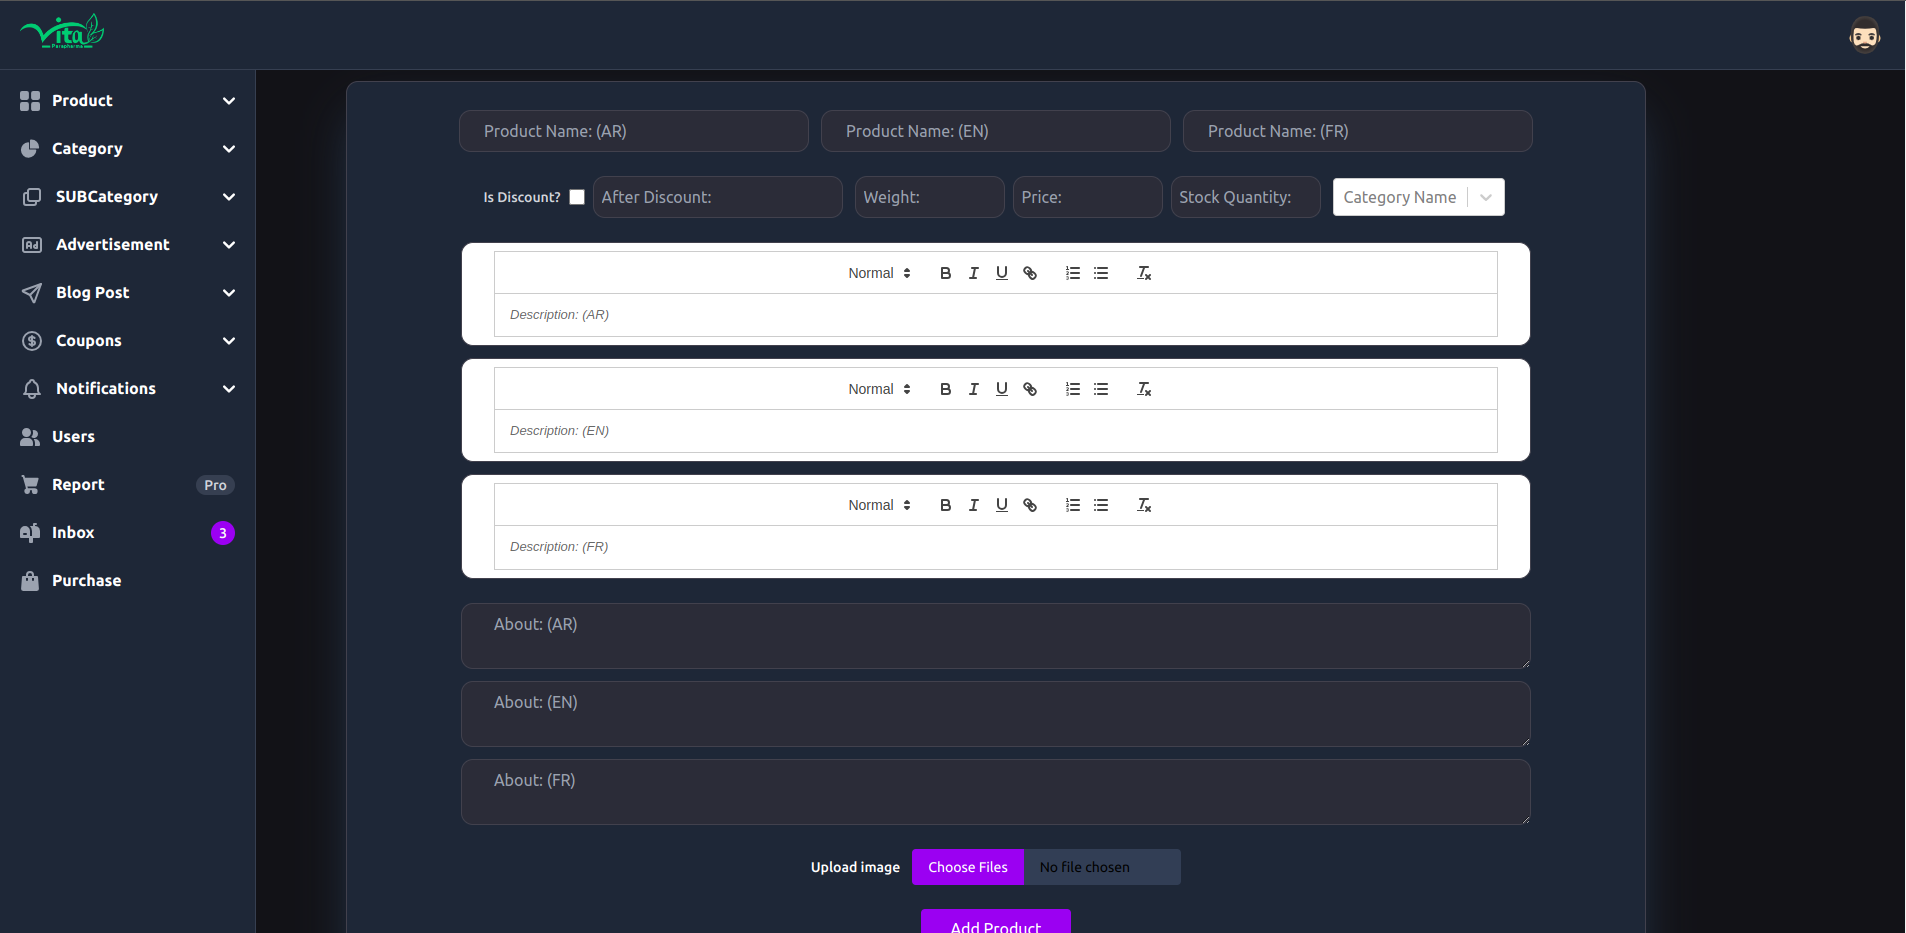 Vita
Parapharma
Product
Category
SUBCategory
Advertisement
Blog Post
Coupons
Notifications
Users
Report Pro
Inbox 3
Purchase
Product Name: (AR) Product Name: (EN) Product Name: (FR)
Is Discount? After Discount: Weight: Price: Stock Quantity: Category Name
Normal B I U
Description: (AR)
Normal B I U
Description: (EN)
Normal B I U
Description: (FR)
About: (AR)
About: (EN)
About: (FR)
Upload image Choose Files No file chosen
Add Product